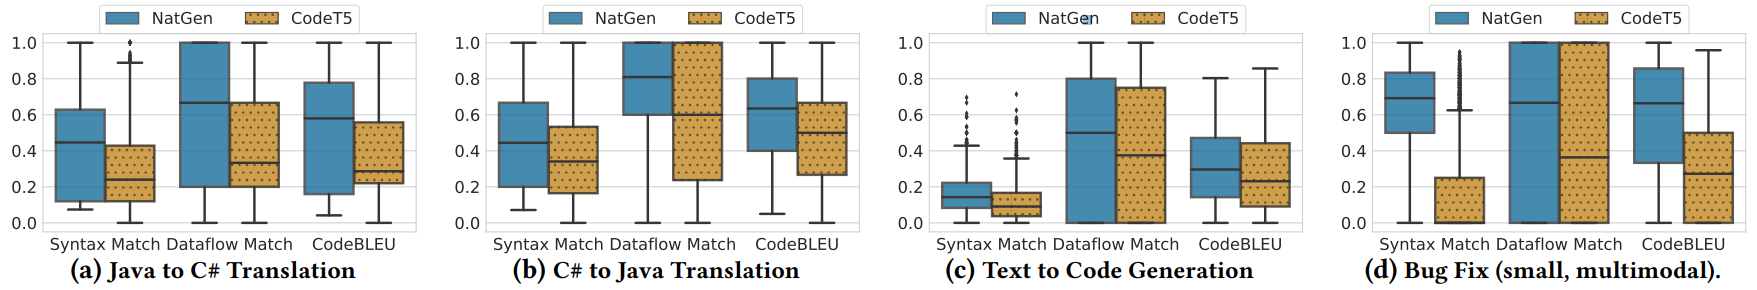 NatGen CodeT5
1.0
0.8
0.6
0.4
0.2
0.0
Syntax Match Dataflow Match CodeBLEU
(a) Java to C# Translation
NatGen CodeT5
1.0
0.8
0.6
0.4
0.2
0.0
Syntax Match Dataflow Match CodeBLEU
(b) C# to Java Translation
NatGen CodeT5
1.0
0.8
0.6
0.4
0.2
0.0
Syntax Match Dataflow Match CodeBLEU
(c) Text to Code Generation
NatGen CodeT5
1.0
0.8
0.6
0.4
0.2
0.0
Syntax Match Dataflow Match CodeBLEU
(d) Bug Fix (small, multimodal).